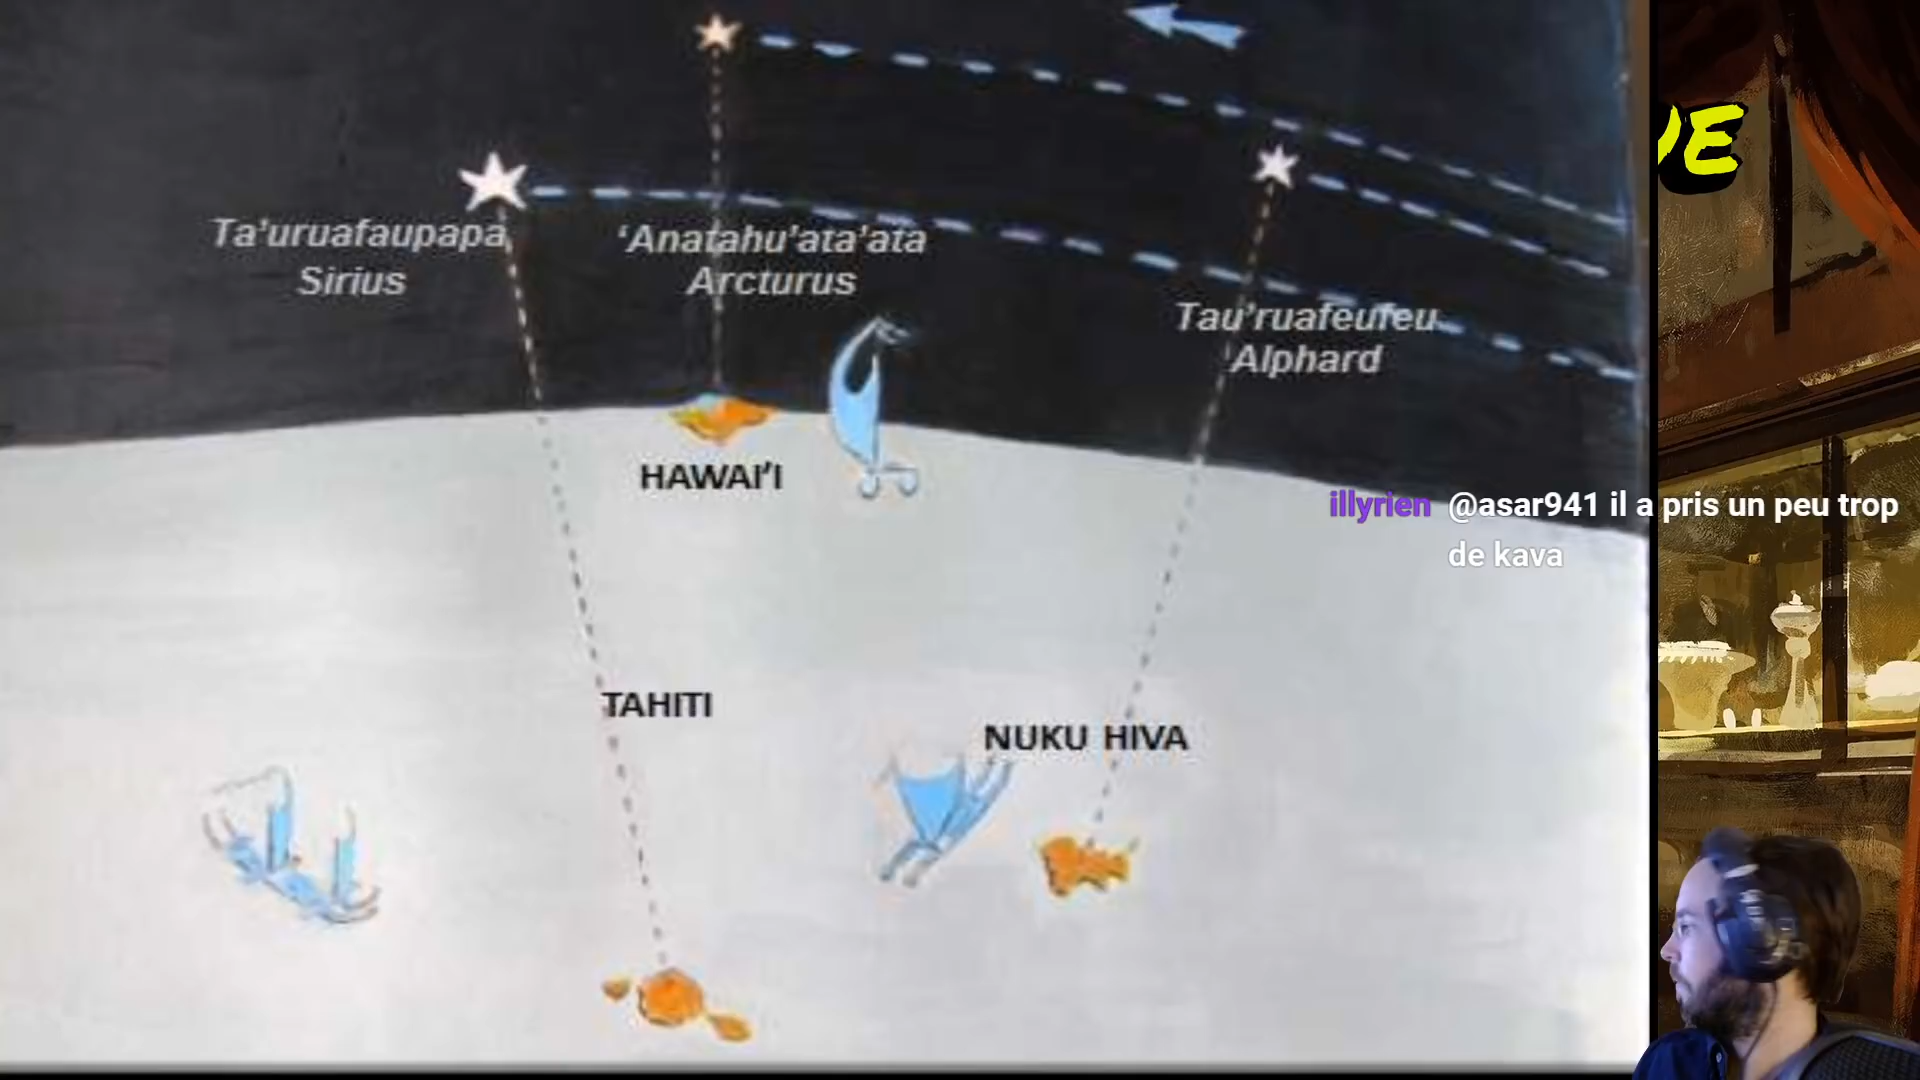 UE
Ta'uruafaupapa
Sirius
'Anatahu'ata'ata
Arcturus
Tau'ruafeufeu
'Alphard
HAWAI'I
illyrien @asar941 il a pris un peu trop
de kava
TAHITI
NUKU HIVA